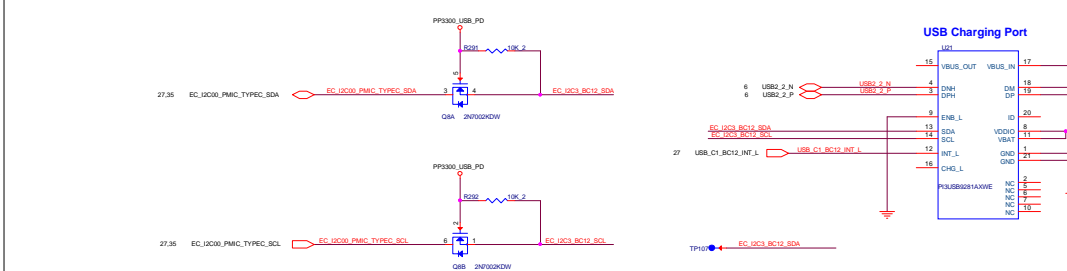 PP3300_USB_PD
R291 10K_2
5
27,35 EC_I2C00_PMIC_TYPEC_SDA EC_I2C00_PMIC_TYPEC_SDA 3 4 EC_I2C3_BC12_SDA
Q8A 2N7002KDW
PP3300_USB_PD
R292 10K_2
2
27,35 EC_I2C00_PMIC_TYPEC_SCL EC_I2C00_PMIC_TYPEC_SCL 6 1 EC_I2C3_BC12_SCL
Q8B 2N7002KDW
USB Charging Port
U21
15 VBUS_OUT VBUS_IN 17
6 USB2_2_N USB2_2_N 4 DNH DM 18
6 USB2_2_P USB2_2_P 3 DPH DP 19
9 ENB_L ID 20
EC_I2C3_BC12_SDA 13 SDA VDDIO 8
EC_I2C3_BC12_SCL 14 SCL VBAT 11
27 USB_C1_BC12_INT_L USB_C1_BC12_INT_L 12 INT_L GND 1
GND 21
16 CHG_L
NC 2
PI3USB9281AXWE NC 5
NC 6
NC 7
NC 10
TP107 EC_I2C3_BC12_SDA